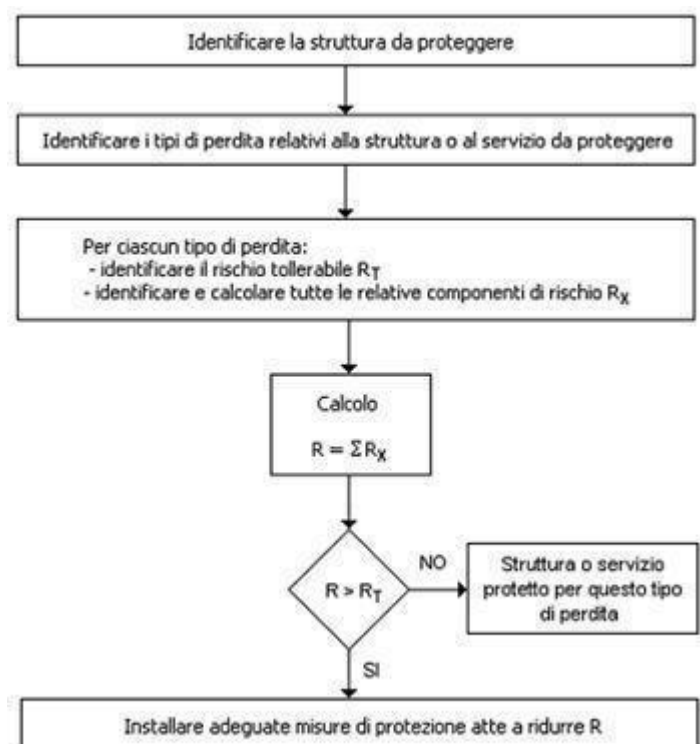 Identificare la struttura da proteggere
Identificare i tipi di perdita relativi alla struttura o al servizio da proteggere
Per ciascun tipo di perdita:
- identificare il rischio tollerabile RT
- identificare e calcolare tutte le relative componenti di rischio RX
Calcolo
R = ΣRX
R > RT
NO
Struttura o servizio
protetto per questo tipo
di perdita
SI
Installare adeguate misure di protezione atte a ridurre R